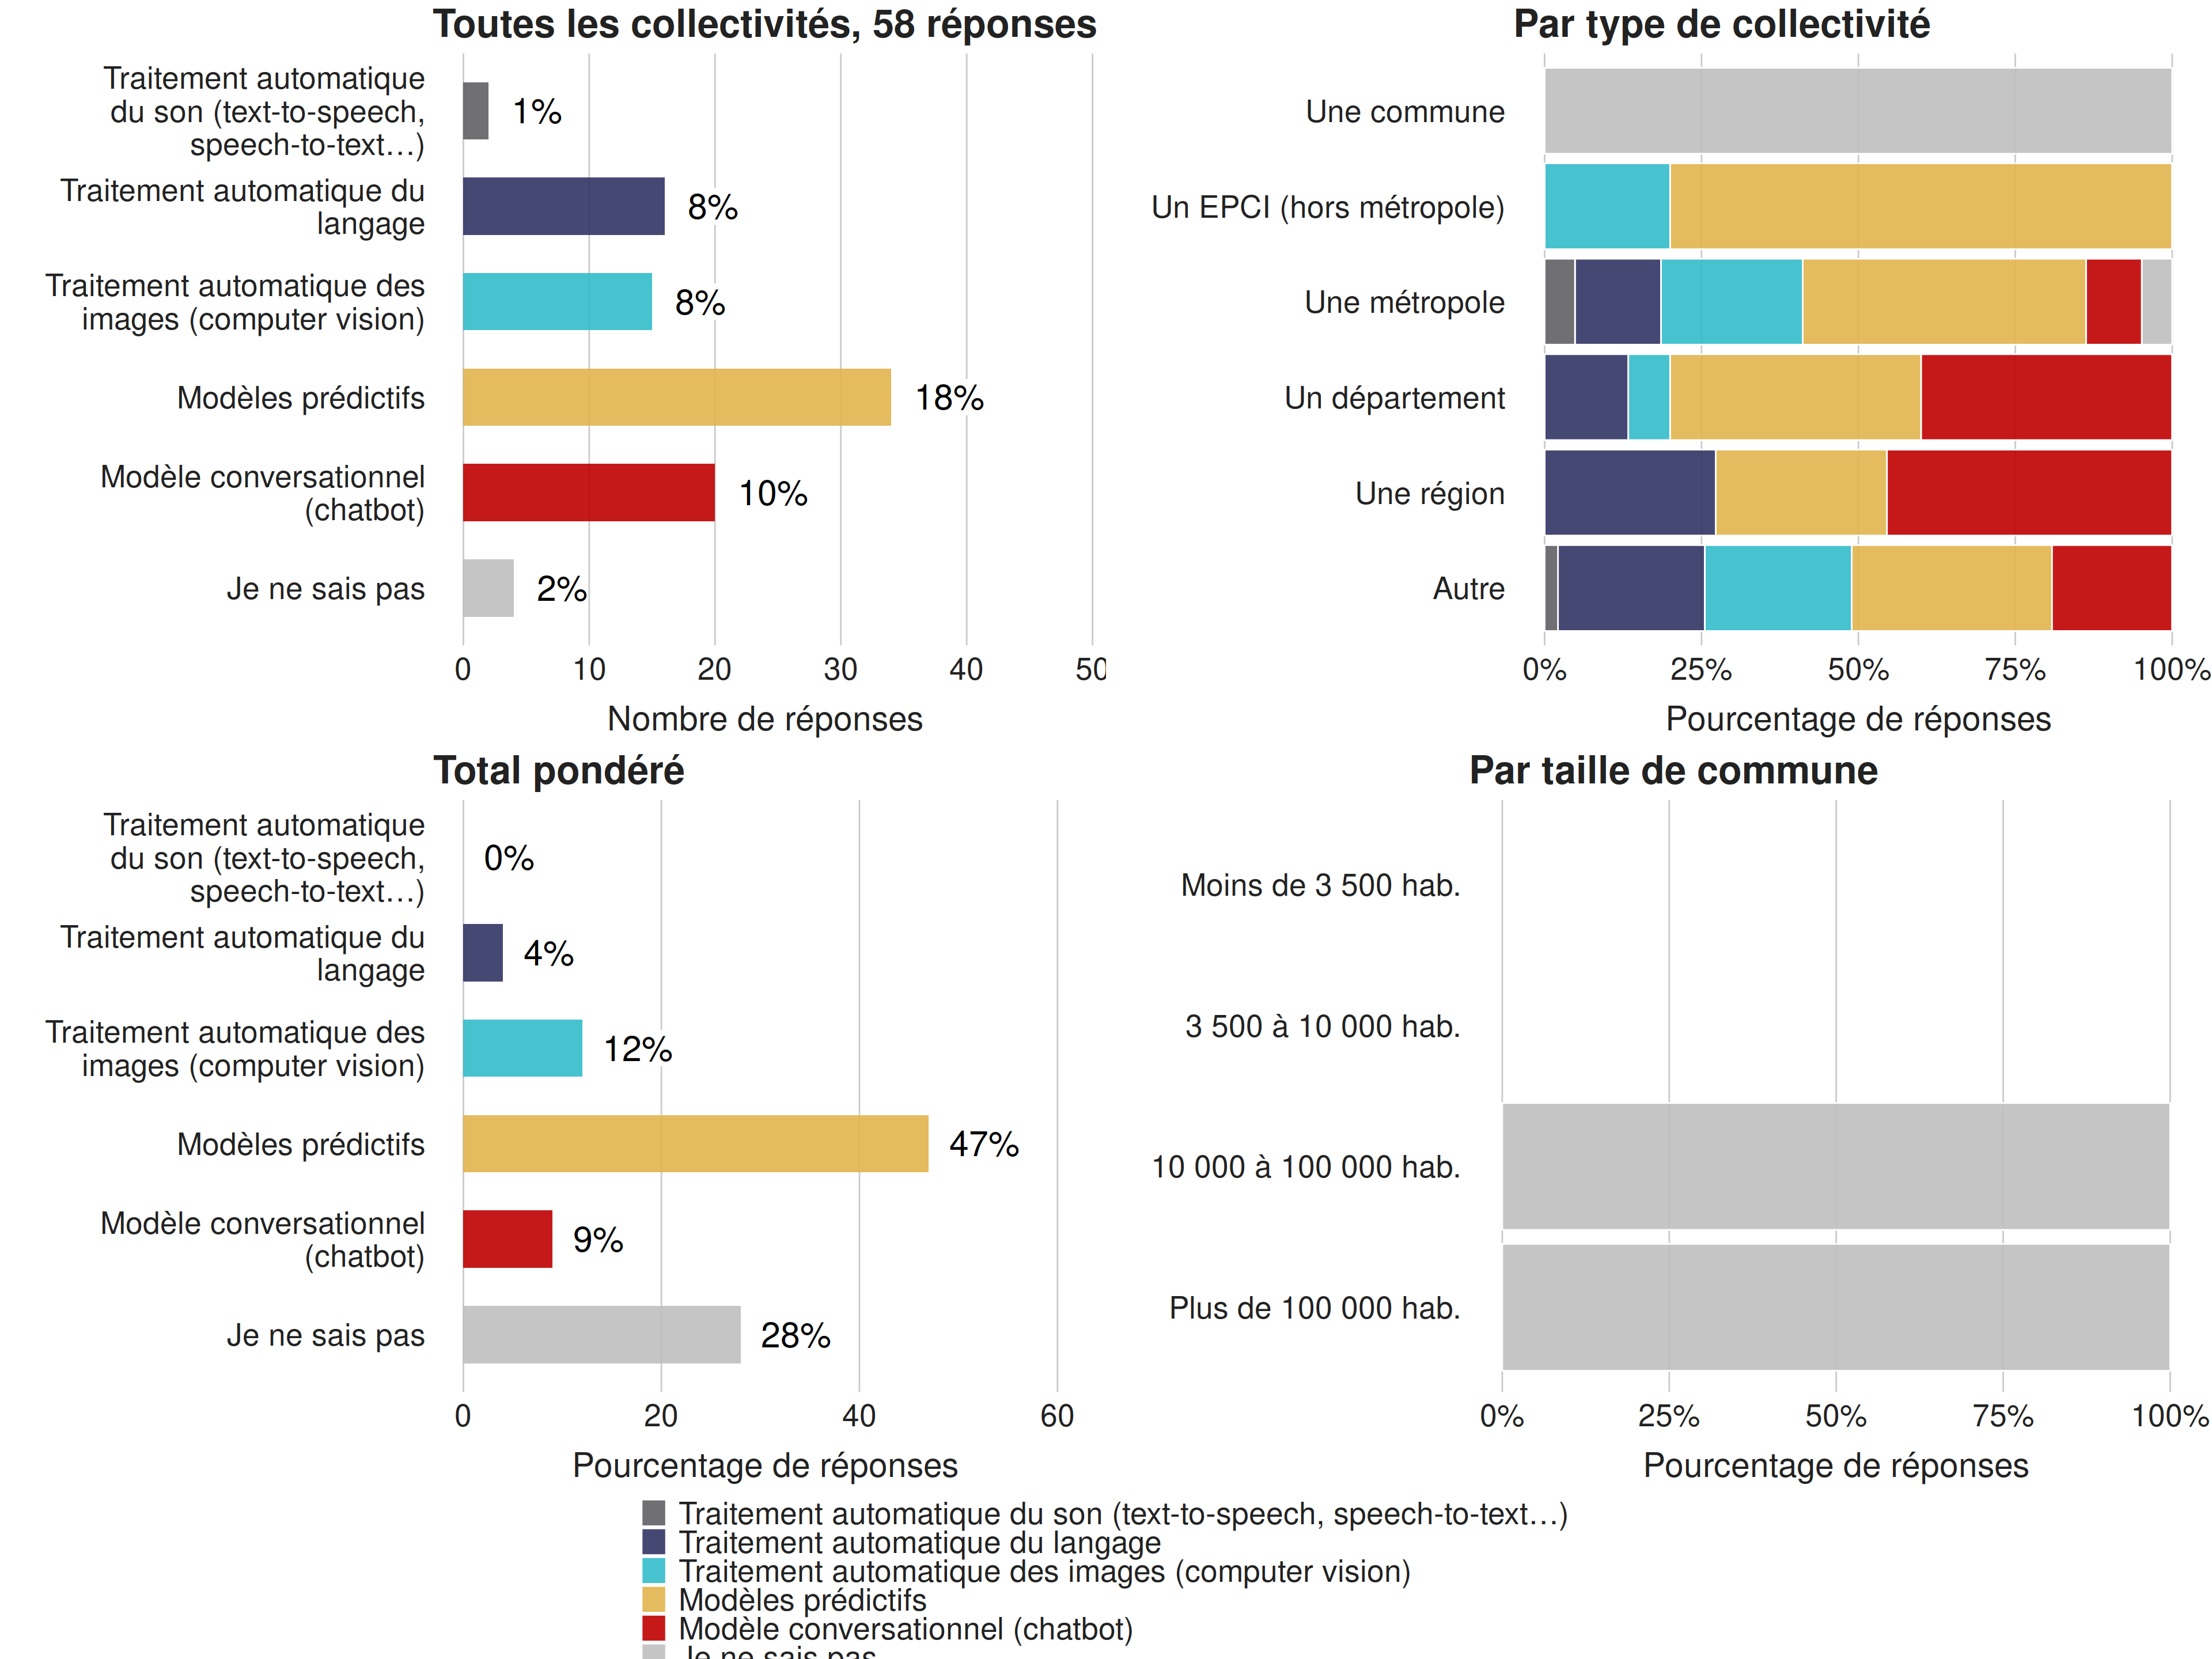 Toutes les collectivités, 58 réponses
Traitement automatique
du son (text-to-speech,
speech-to-text…)
1%
Traitement automatique du
langage
8%
Traitement automatique des
images (computer vision)
8%
Modèles prédictifs
18%
Modèle conversationnel
(chatbot)
10%
Je ne sais pas
2%
0 10 20 30 40 50
Nombre de réponses
Par type de collectivité
Une commune
Un EPCI (hors métropole)
Une métropole
Un département
Une région
Autre
0% 25% 50% 75% 100%
Pourcentage de réponses
Total pondéré
Traitement automatique
du son (text-to-speech,
speech-to-text…)
0%
Traitement automatique du
langage
4%
Traitement automatique des
images (computer vision)
12%
Modèles prédictifs
47%
Modèle conversationnel
(chatbot)
9%
Je ne sais pas
28%
0 20 40 60
Pourcentage de réponses
Par taille de commune
Moins de 3 500 hab.
3 500 à 10 000 hab.
10 000 à 100 000 hab.
Plus de 100 000 hab.
0% 25% 50% 75% 100%
Pourcentage de réponses
Traitement automatique du son (text-to-speech, speech-to-text…)
Traitement automatique du langage
Traitement automatique des images (computer vision)
Modèles prédictifs
Modèle conversationnel (chatbot)
Je ne sais pas